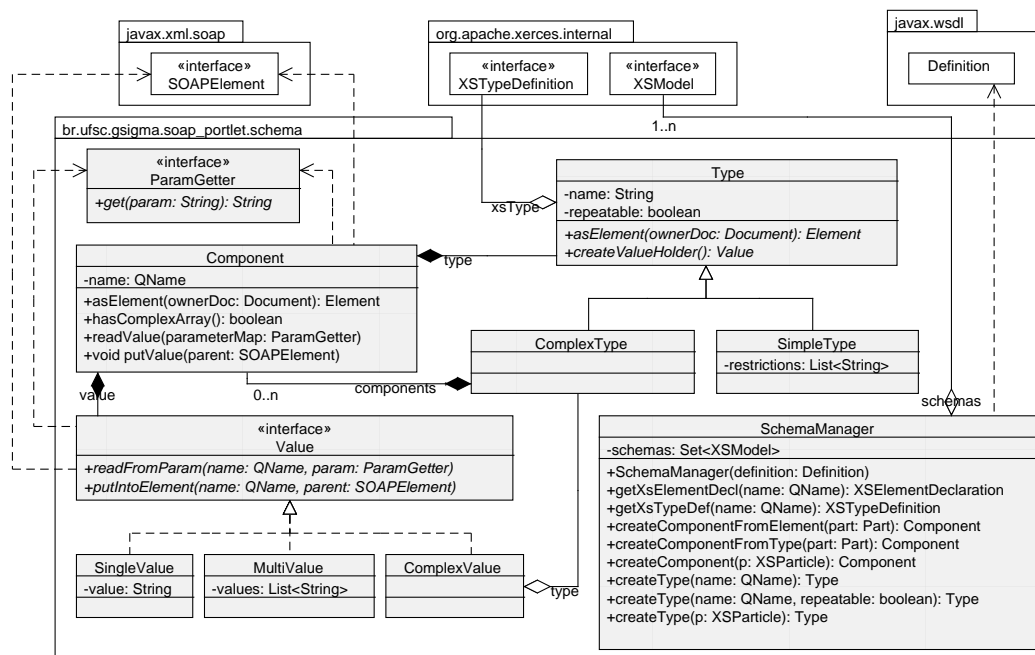 javax.xml.soap
«interface»
SOAPElement
org.apache.xerces.internal
«interface»
XSTypeDefinition
«interface»
XSModel
javax.wsdl
Definition
br.ufsc.gsigma.soap_portlet.schema
1..n
«interface»
ParamGetter
+get(param: String): String
xsType
Type
-name: String
-repeatable: boolean
+asElement(ownerDoc: Document): Element
+createValueHolder(): Value
Component
-name: QName
+asElement(ownerDoc: Document): Element
+hasComplexArray(): boolean
+readValue(parameterMap: ParamGetter)
+void putValue(parent: SOAPElement)
type
ComplexType
SimpleType
-restrictions: List<String>
value
0..n
components
schemas
«interface»
Value
+readFromParam(name: QName, param: ParamGetter)
+putIntoElement(name: QName, parent: SOAPElement)
SchemaManager
-schemas: Set<XSModel>
+SchemaManager(definition: Definition)
+getXsElementDecl(name: QName): XSElementDeclaration
+getXsTypeDef(name: QName): XSTypeDefinition
+createComponentFromElement(part: Part): Component
+createComponentFromType(part: Part): Component
+createComponent(p: XSParticle): Component
+createType(name: QName): Type
+createType(name: QName, repeatable: boolean): Type
+createType(p: XSParticle): Type
SingleValue
-value: String
MultiValue
-values: List<String>
ComplexValue
type